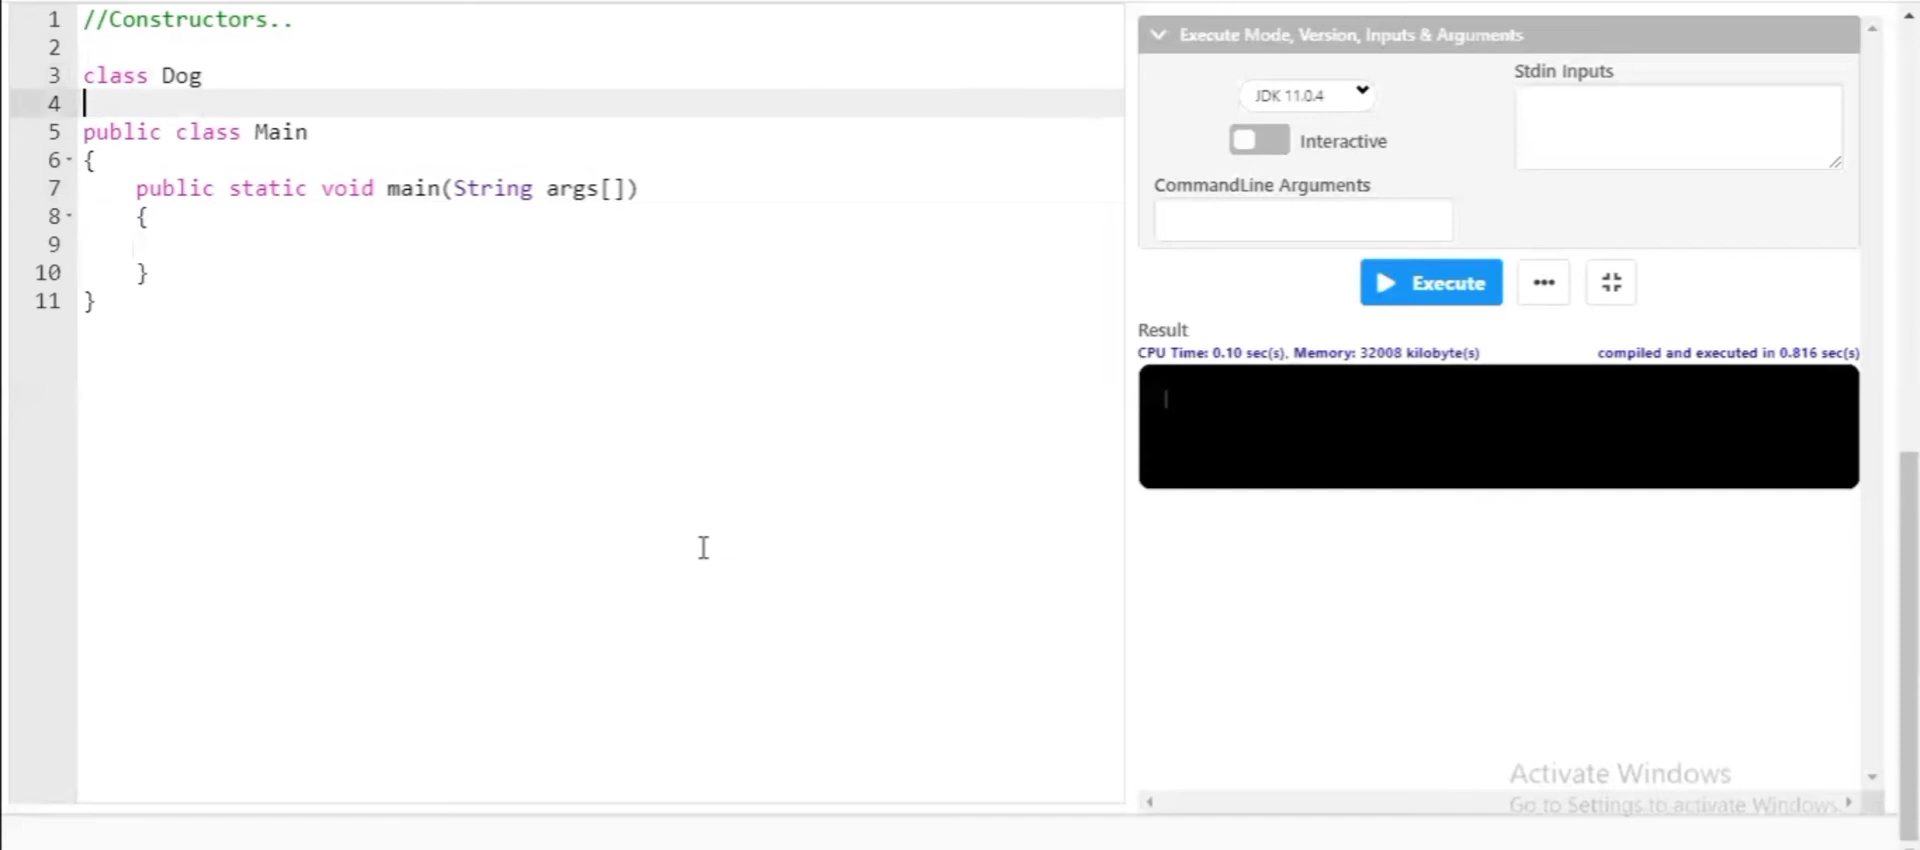 1 //Constructors..
2
3 class Dog
4
5 public class Main
6 {
7 public static void main(String args[])
8 {
9
10 }
11 }
Execute Mode, Version, Inputs & Arguments
JDK 11.0.4
Interactive
Stdin Inputs
CommandLine Arguments
Execute
Result
CPU Time: 0.10 sec(s), Memory: 32008 kilobyte(s)
compiled and executed in 0.816 sec(s)
Activate Windows
Go to Settings to activate Windows.